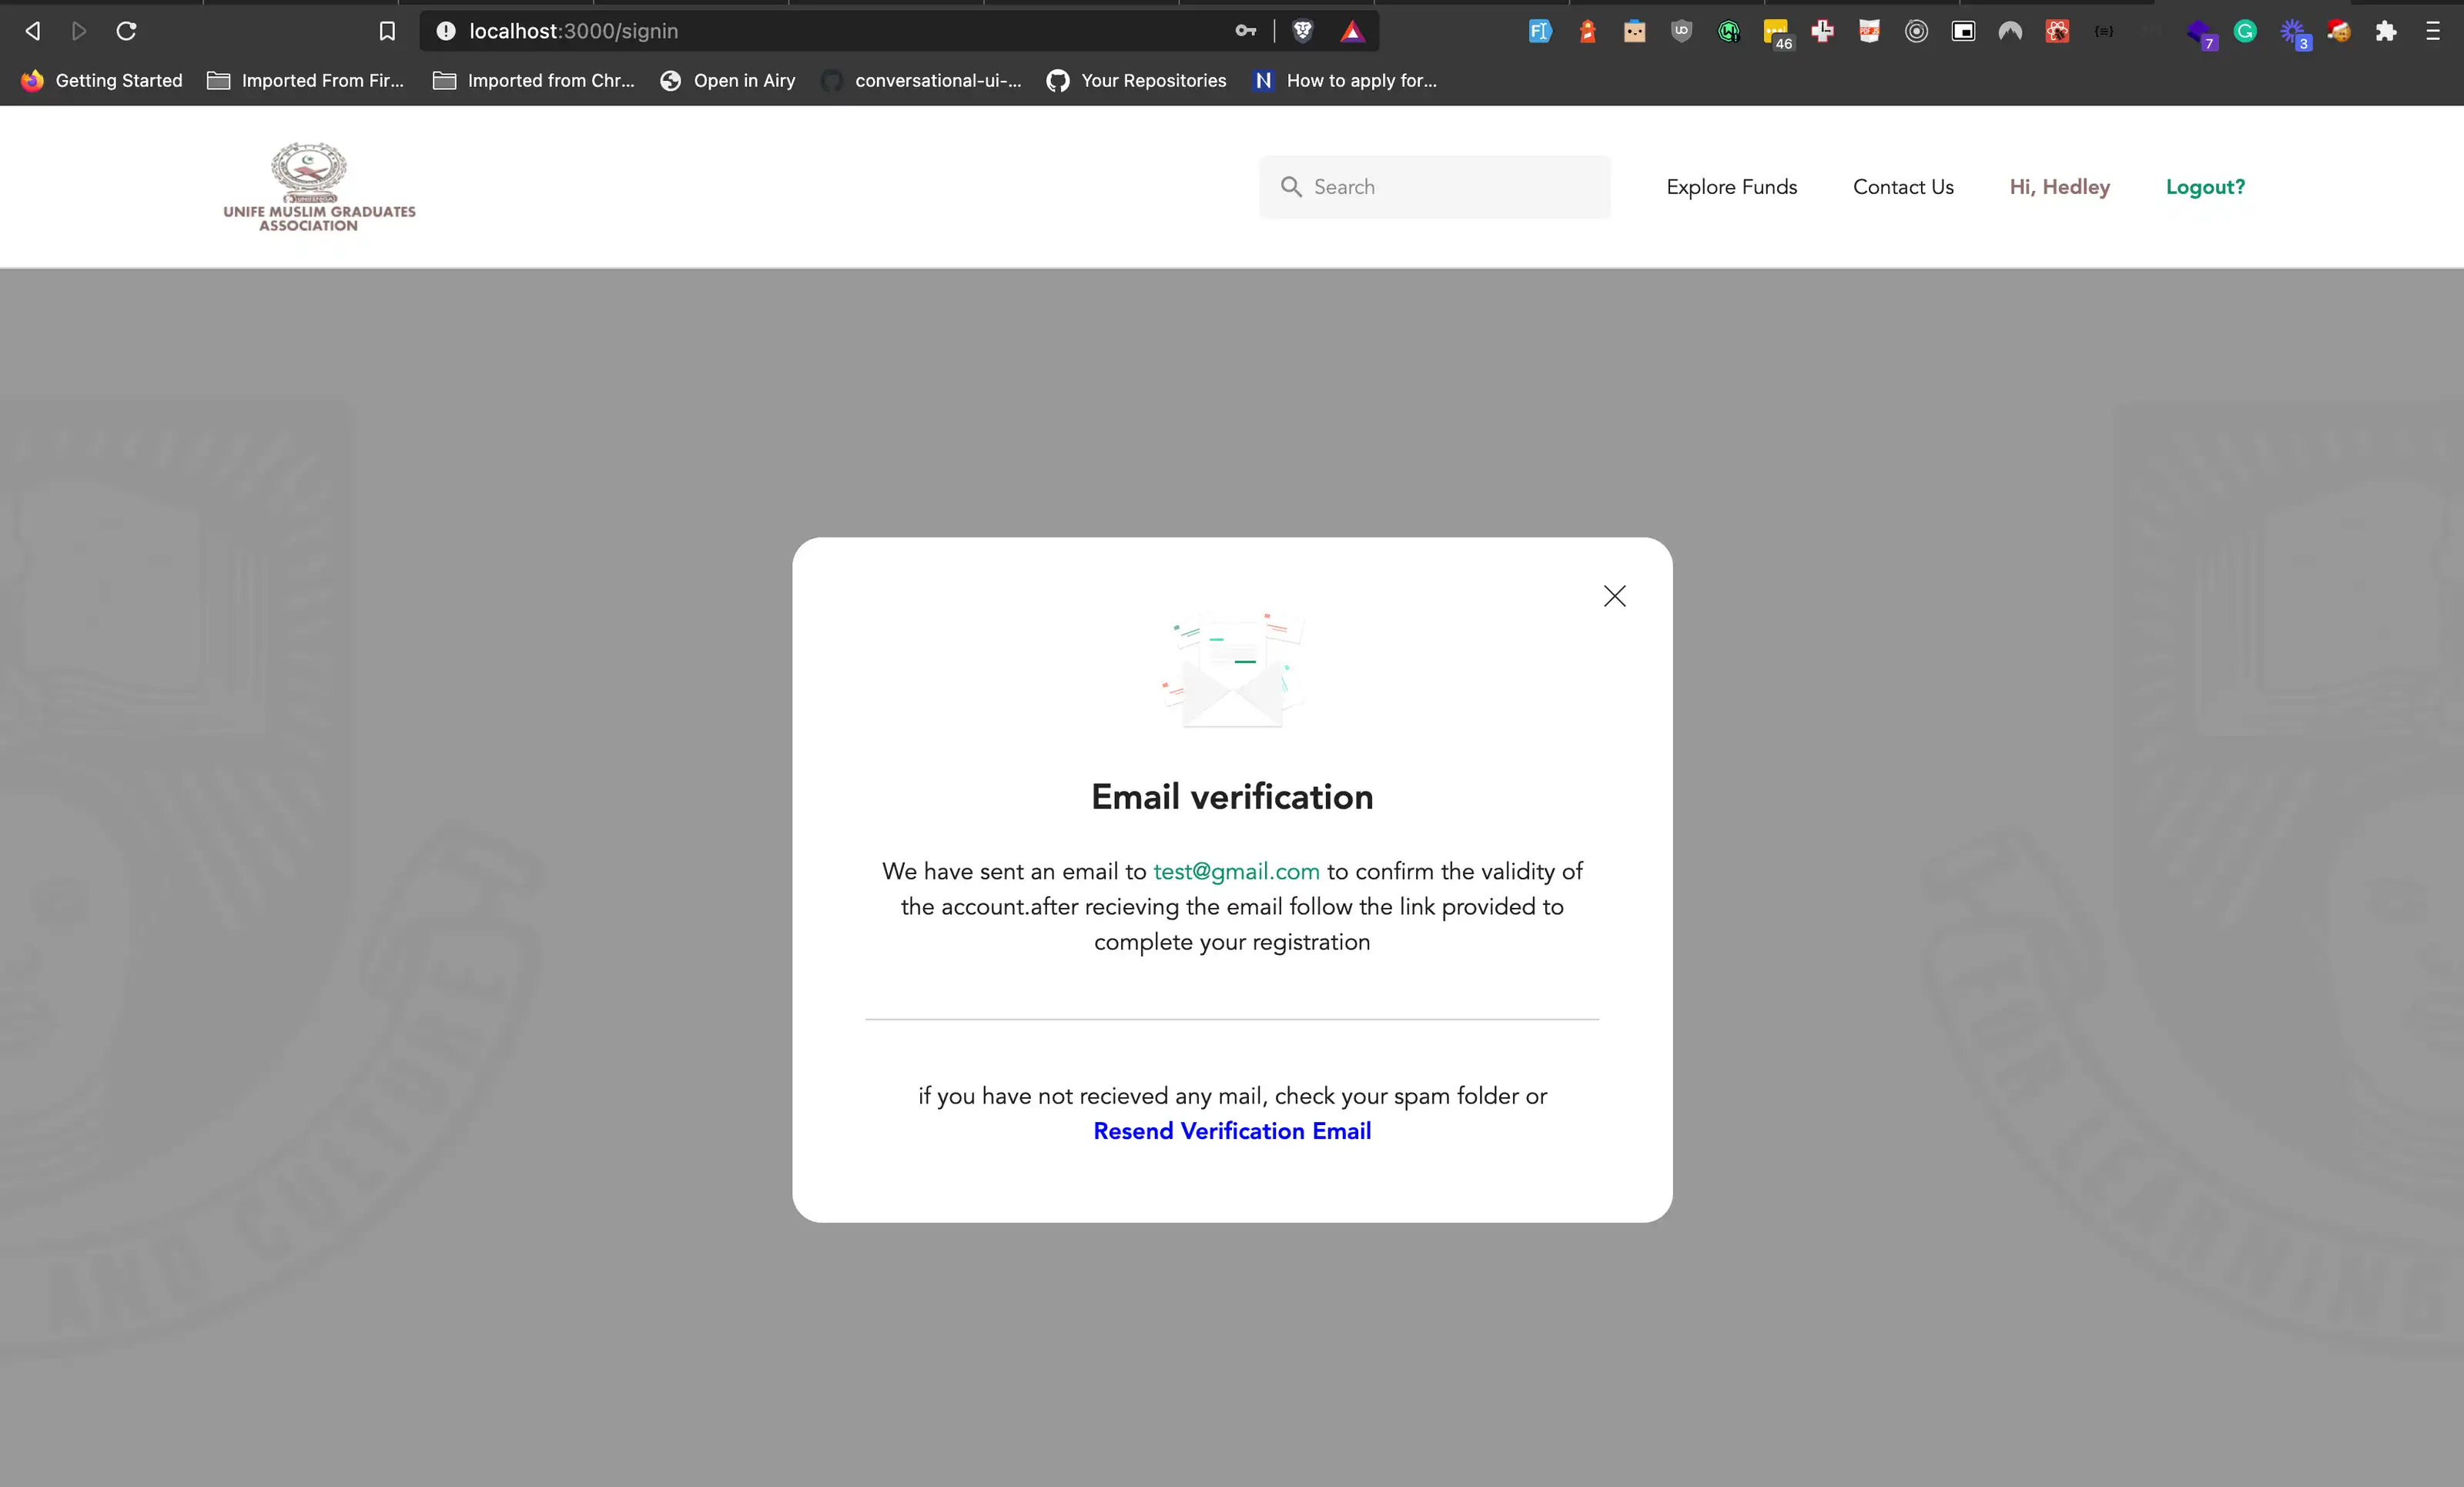 localhost:3000/signin
46
7
3
Getting Started
Imported From Fir...
Imported from Chr...
Open in Airy
conversational-ui-...
Your Repositories
N
How to apply for...
UNIFE MUSLIM GRADUATES
ASSOCIATION
Search
Explore Funds
Contact Us
Hi, Hedley
Logout?
Email verification
We have sent an email to test@gmail.com to confirm the validity of
the account.after recieving the email follow the link provided to
complete your registration
if you have not recieved any mail, check your spam folder or
Resend Verification Email
AND CULTURE
FOR LEARNING